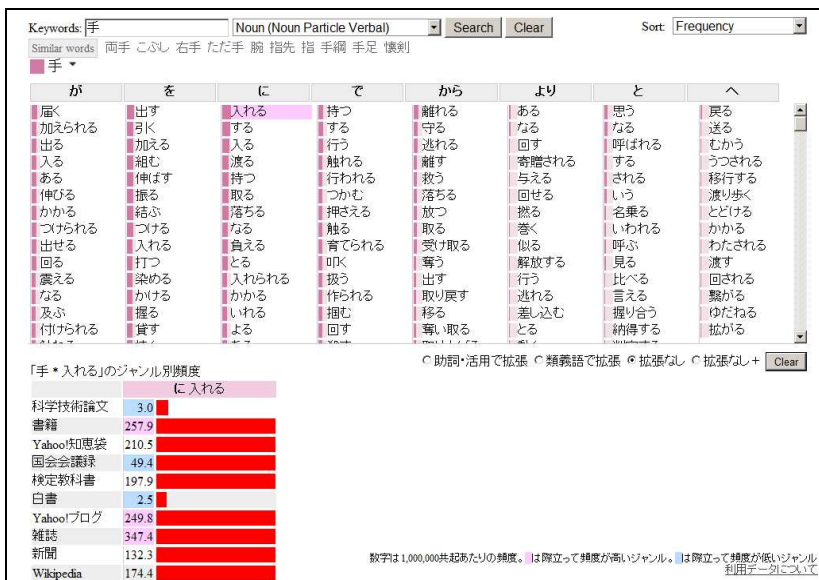 Keywords: 手 Noun (Noun Particle Verbal) Search Clear Sort: Frequency
Similar words 両手 こぶし 右手 ただ手 腕 指先 指 手綱 手足 懐剣
手
が を に で から より と へ
届く 出す 入れる 持つ 離れる ある 思う 戻る
加えられる 引く する する 守る なる なる 送る
出る 加える 入る 行う 逃れる 回す 呼ばれる むかう
入る 組む 渡る 触れる 離す 寄贈される する うつされる
ある 伸ばす 持つ 行われる 救う 与える される 移行する
伸びる 振る 取る つかむ 落ちる 回せる いう 渡り歩く
かかる 結ぶ 落ちる 押さえる 放つ 撚る 名乗る とどける
つけられる つける なる 触る 取る 巻く いわれる かかる
出せる 入れる 負える 育てられる 受け取る 似る 呼ぶ わたされる
回る 打つ とる 叩く 奪う 解放する 見る 渡す
震える 染める 入れられる 扱う 出す 行う 比べる 回される
なる かける かかる 作られる 取り戻す 逃れる 言える 繋がる
及ぶ 握る いれる 掴む 移る 差し込む 握り合う ゆだねる
付けられる 貸す よる 回す 奪い取る とる 納得する 拡がる
助詞・活用で拡張 類義語で拡張 拡張なし 拡張なし+ Clear
「手 * 入れる」のジャンル別頻度
に 入れる
科学技術論文 3.0
書籍 257.9
Yahoo!知恵袋 210.5
国会会議録 49.4
検定教科書 197.9
白書 2.5
Yahoo!ブログ 249.8
雑誌 347.4
新聞 132.3
Wikipedia 174.4
数字は1,000,000共起あたりの頻度。 は際立って頻度が高いジャンル。 は際立って頻度が低いジャンル
利用データについて